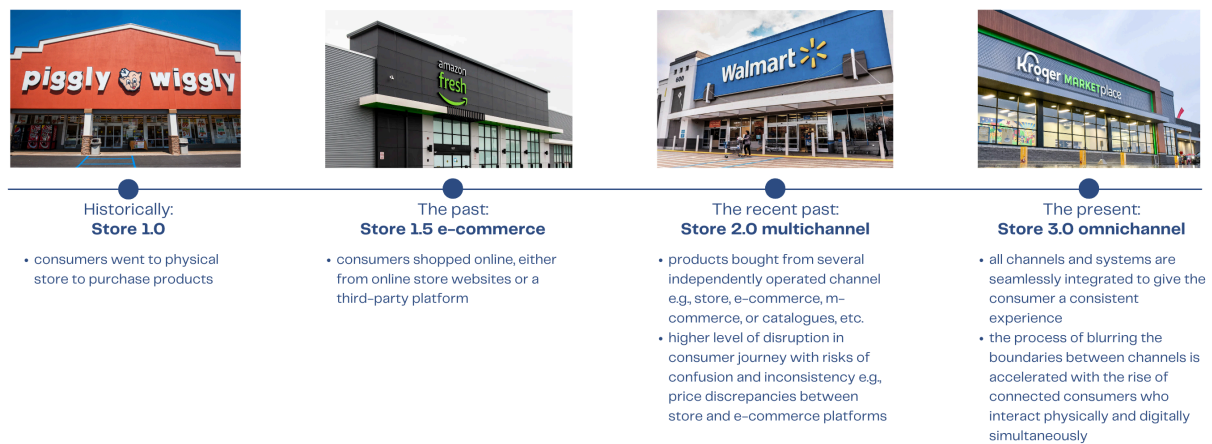 piggly wiggly
amazon
fresh
Walmart
Kroger MARKETplace
Historically:
Store 1.0
• consumers went to physical
store to purchase products
The past:
Store 1.5 e-commerce
• consumers shopped online, either
from online store websites or a
third-party platform
The recent past:
Store 2.0 multichannel
• products bought from several
independently operated channel
e.g., store, e-commerce, m-
commerce, or catalogues, etc.
• higher level of disruption in
consumer journey with risks of
confusion and inconsistency e.g.,
price discrepancies between
store and e-commerce platforms
The present:
Store 3.0 omnichannel
• all channels and systems are
seamlessly integrated to give the
consumer a consistent
experience
• the process of blurring the
boundaries between channels is
accelerated with the rise of
connected consumers who
interact physically and digitally
simultaneously